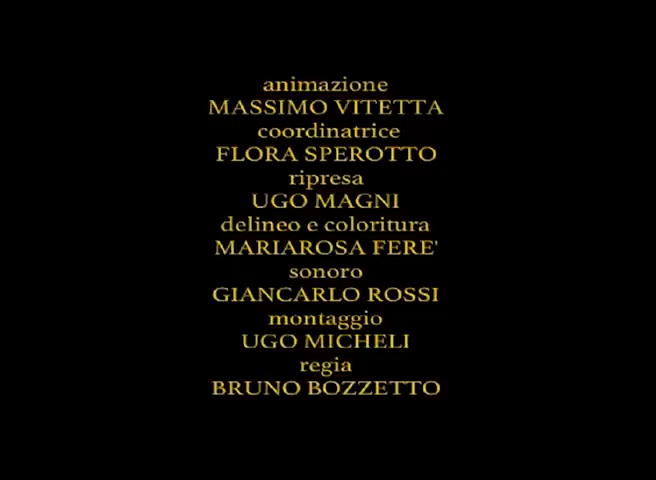 animazione
MASSIMO VITETTA
coordinatrice
FLORA SPEROTTO
ripresa
UGO MAGNI
delineo e coloritura
MARIAROSA FERE'
sonoro
GIANCARLO ROSSI
montaggio
UGO MICHELI
regia
BRUNO BOZZETTO